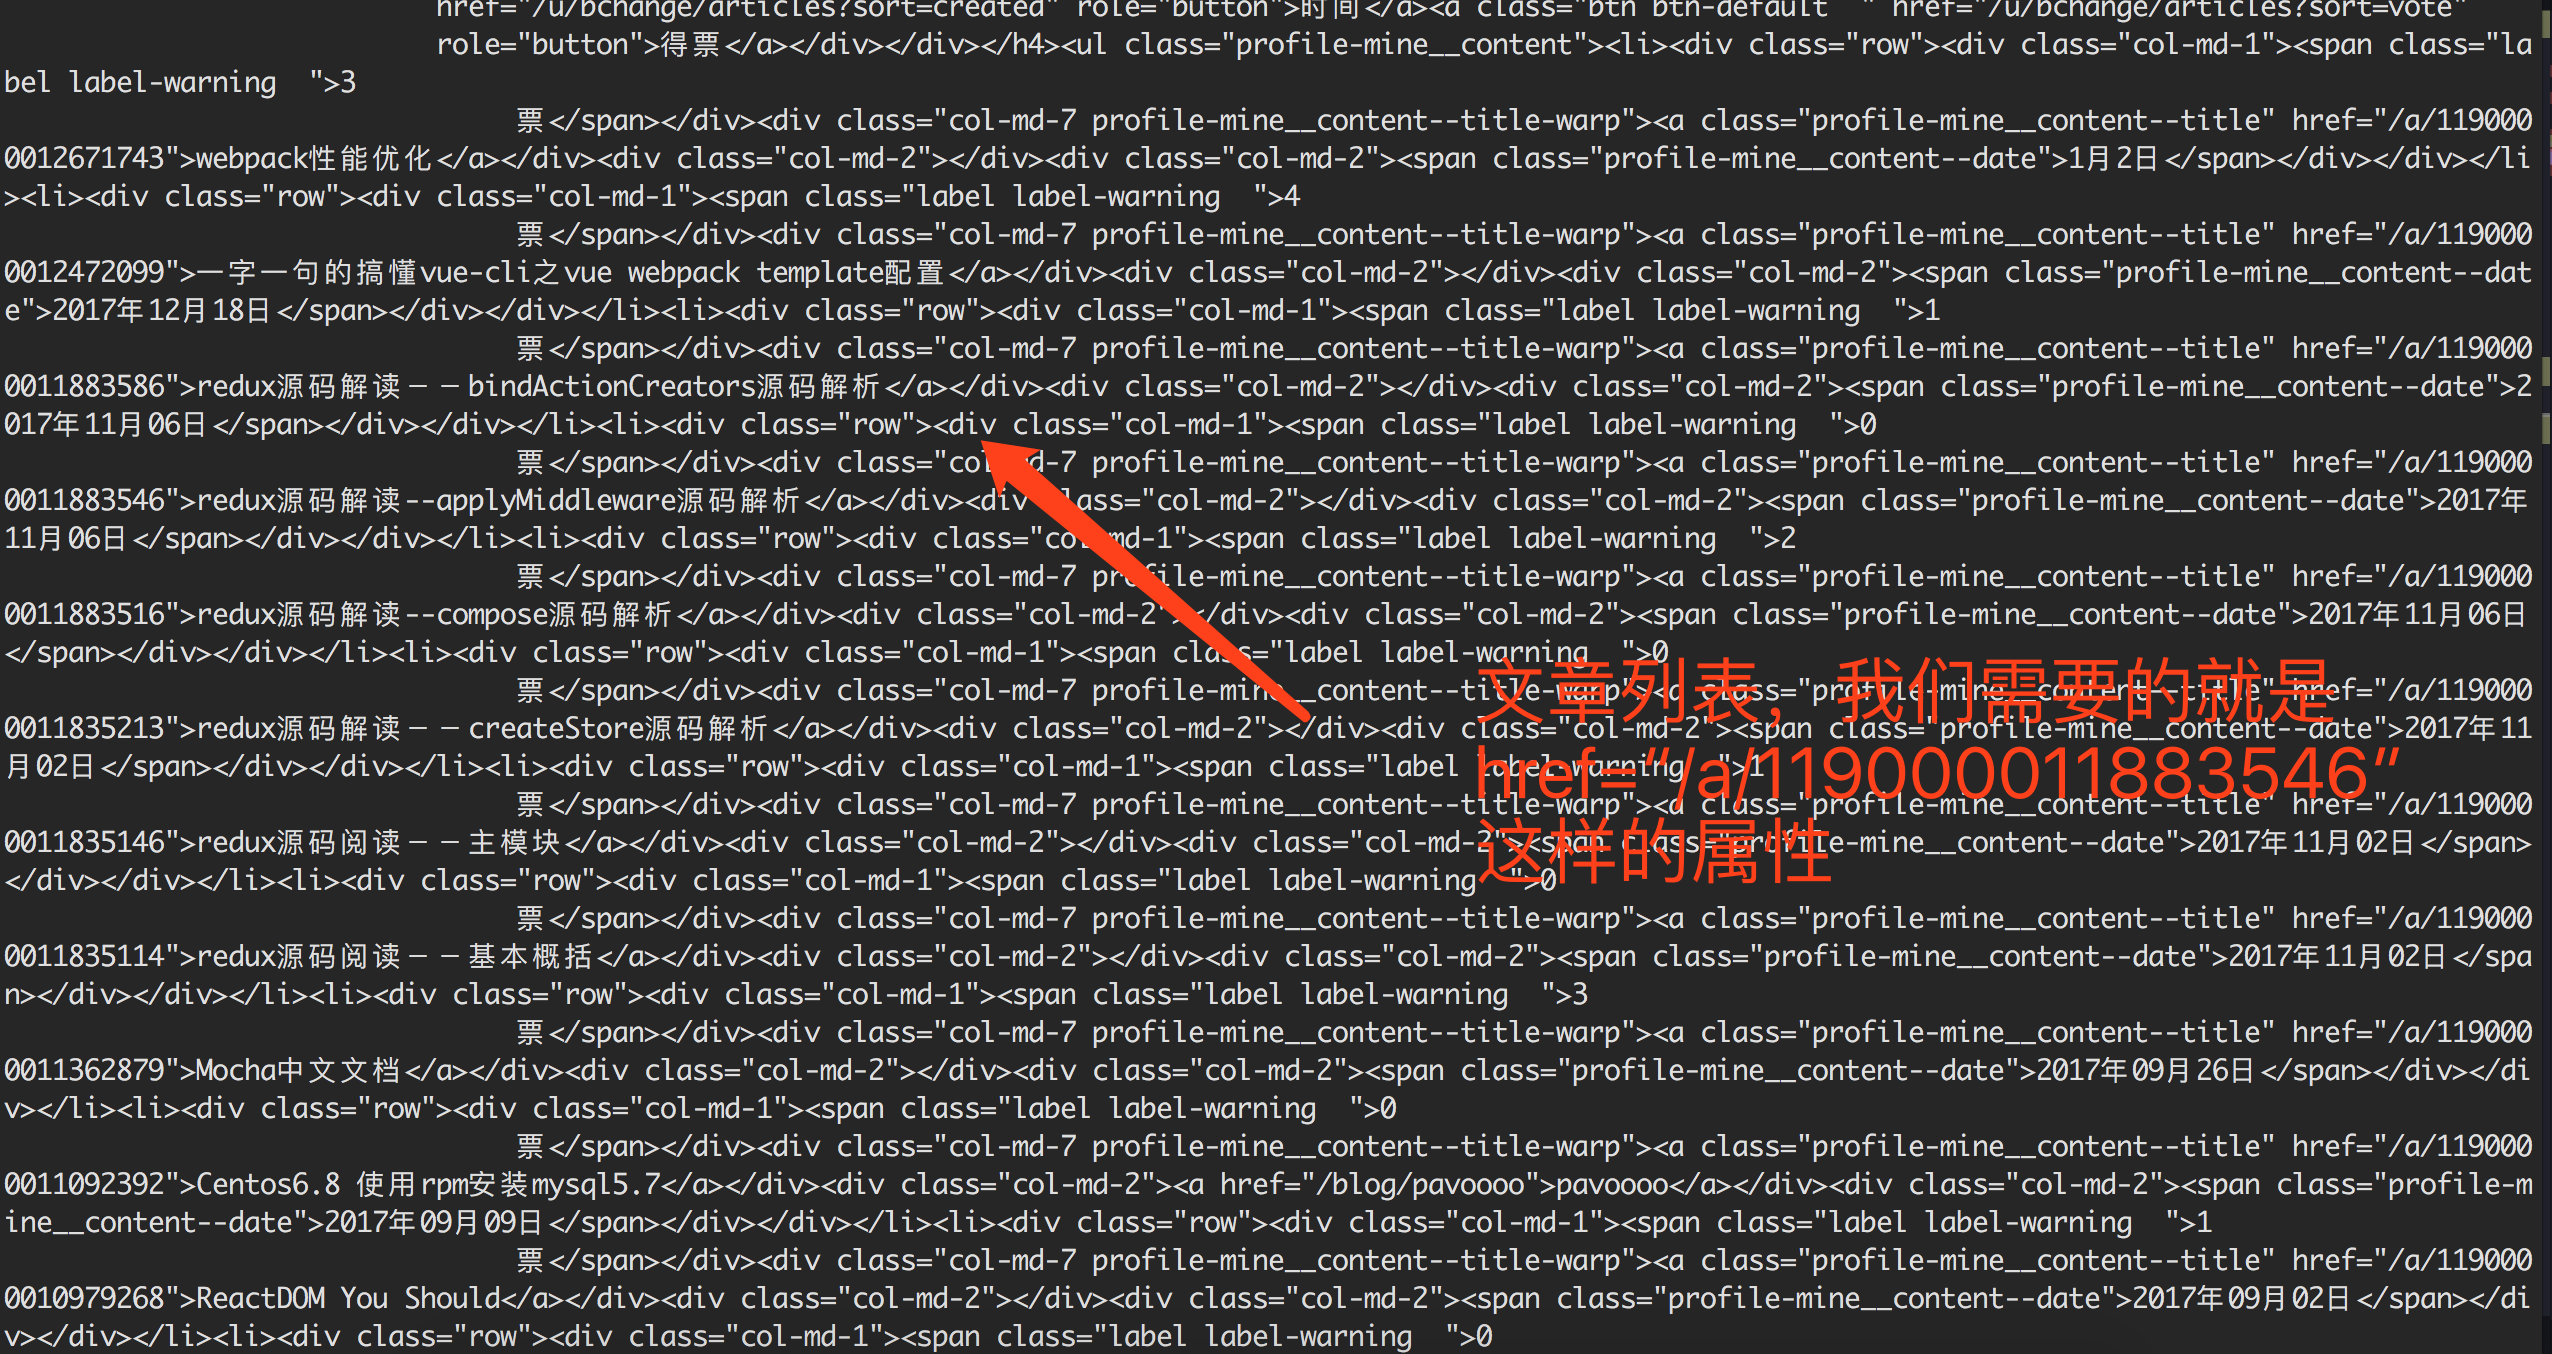 href="/u/bchange/articles?sort=created" role="button">时间</a><a class="btn btn-default  " href="/u/bchange/articles?sort=vote"
role="button">得票</a></div></div></h4><ul class="profile-mine__content"><li><div class="row"><div class="col-md-1"><span class="la
bel label-warning  ">3
票</span></div><div class="col-md-7 profile-mine__content--title-warp"><a class="profile-mine__content--title" href="/a/119000
0012671743">webpack性能优化</a></div><div class="col-md-2"></div><div class="col-md-2"><span class="profile-mine__content--date">1月2日</span></div></div></li
><li><div class="row"><div class="col-md-1"><span class="label label-warning  ">4
票</span></div><div class="col-md-7 profile-mine__content--title-warp"><a class="profile-mine__content--title" href="/a/119000
0012472099">一字一句的搞懂vue-cli之vue webpack template配置</a></div><div class="col-md-2"></div><div class="col-md-2"><span class="profile-mine__content--dat
e">2017年12月18日</span></div></div></li><li><div class="row"><div class="col-md-1"><span class="label label-warning  ">1
票</span></div><div class="col-md-7 profile-mine__content--title-warp"><a class="profile-mine__content--title" href="/a/119000
0011883586">redux源码解读－－bindActionCreators源码解析</a></div><div class="col-md-2"></div><div class="col-md-2"><span class="profile-mine__content--date">2
017年11月06日</span></div></div></li><li><div class="row"><div class="col-md-1"><span class="label label-warning  ">0
票</span></div><div class="col-md-7 profile-mine__content--title-warp"><a class="profile-mine__content--title" href="/a/119000
0011883546">redux源码解读--applyMiddleware源码解析</a></div><div class="col-md-2"></div><div class="col-md-2"><span class="profile-mine__content--date">2017年
11月06日</span></div></div></li><li><div class="row"><div class="col-md-1"><span class="label label-warning  ">2
票</span></div><div class="col-md-7 profile-mine__content--title-warp"><a class="profile-mine__content--title" href="/a/119000
0011883516">redux源码解读--compose源码解析</a></div><div class="col-md-2"></div><div class="col-md-2"><span class="profile-mine__content--date">2017年11月06日
</span></div></div></li><li><div class="row"><div class="col-md-1"><span class="label label-warning  ">0
票</span></div><div class="col-md-7 profile-mine__content--title-warp"><a class="profile-mine__content--title" href="/a/119000
0011835213">redux源码解读－－createStore源码解析</a></div><div class="col-md-2"></div><div class="col-md-2"><span class="profile-mine__content--date">2017年11
月02日</span></div></div></li><li><div class="row"><div class="col-md-1"><span class="label label-warning  ">1
票</span></div><div class="col-md-7 profile-mine__content--title-warp"><a class="profile-mine__content--title" href="/a/119000
0011835146">redux源码阅读－－主模块</a></div><div class="col-md-2"></div><div class="col-md-2"><span class="profile-mine__content--date">2017年11月02日</span>
</div></div></li><li><div class="row"><div class="col-md-1"><span class="label label-warning  ">0
票</span></div><div class="col-md-7 profile-mine__content--title-warp"><a class="profile-mine__content--title" href="/a/119000
0011835114">redux源码阅读－－基本概括</a></div><div class="col-md-2"></div><div class="col-md-2"><span class="profile-mine__content--date">2017年11月02日</spa
n></div></div></li><li><div class="row"><div class="col-md-1"><span class="label label-warning  ">3
票</span></div><div class="col-md-7 profile-mine__content--title-warp"><a class="profile-mine__content--title" href="/a/119000
0011362879">Mocha中文文档</a></div><div class="col-md-2"></div><div class="col-md-2"><span class="profile-mine__content--date">2017年09月26日</span></div></di
v></li><li><div class="row"><div class="col-md-1"><span class="label label-warning  ">0
票</span></div><div class="col-md-7 profile-mine__content--title-warp"><a class="profile-mine__content--title" href="/a/119000
0011092392">Centos6.8 使用rpm安装mysql5.7</a></div><div class="col-md-2"><a href="/blog/pavoooo">pavoooo</a></div><div class="col-md-2"><span class="profile-m
ine__content--date">2017年09月09日</span></div></div></li><li><div class="row"><div class="col-md-1"><span class="label label-warning  ">1
票</span></div><div class="col-md-7 profile-mine__content--title-warp"><a class="profile-mine__content--title" href="/a/119000
0010979268">ReactDOM You Should</a></div><div class="col-md-2"></div><div class="col-md-2"><span class="profile-mine__content--date">2017年09月02日</span></di
v></div></li><li><div class="row"><div class="col-md-1"><span class="label label-warning  ">0
文章列表，我们需要的就是
href=“/a/1190000011883546“
这样的属性